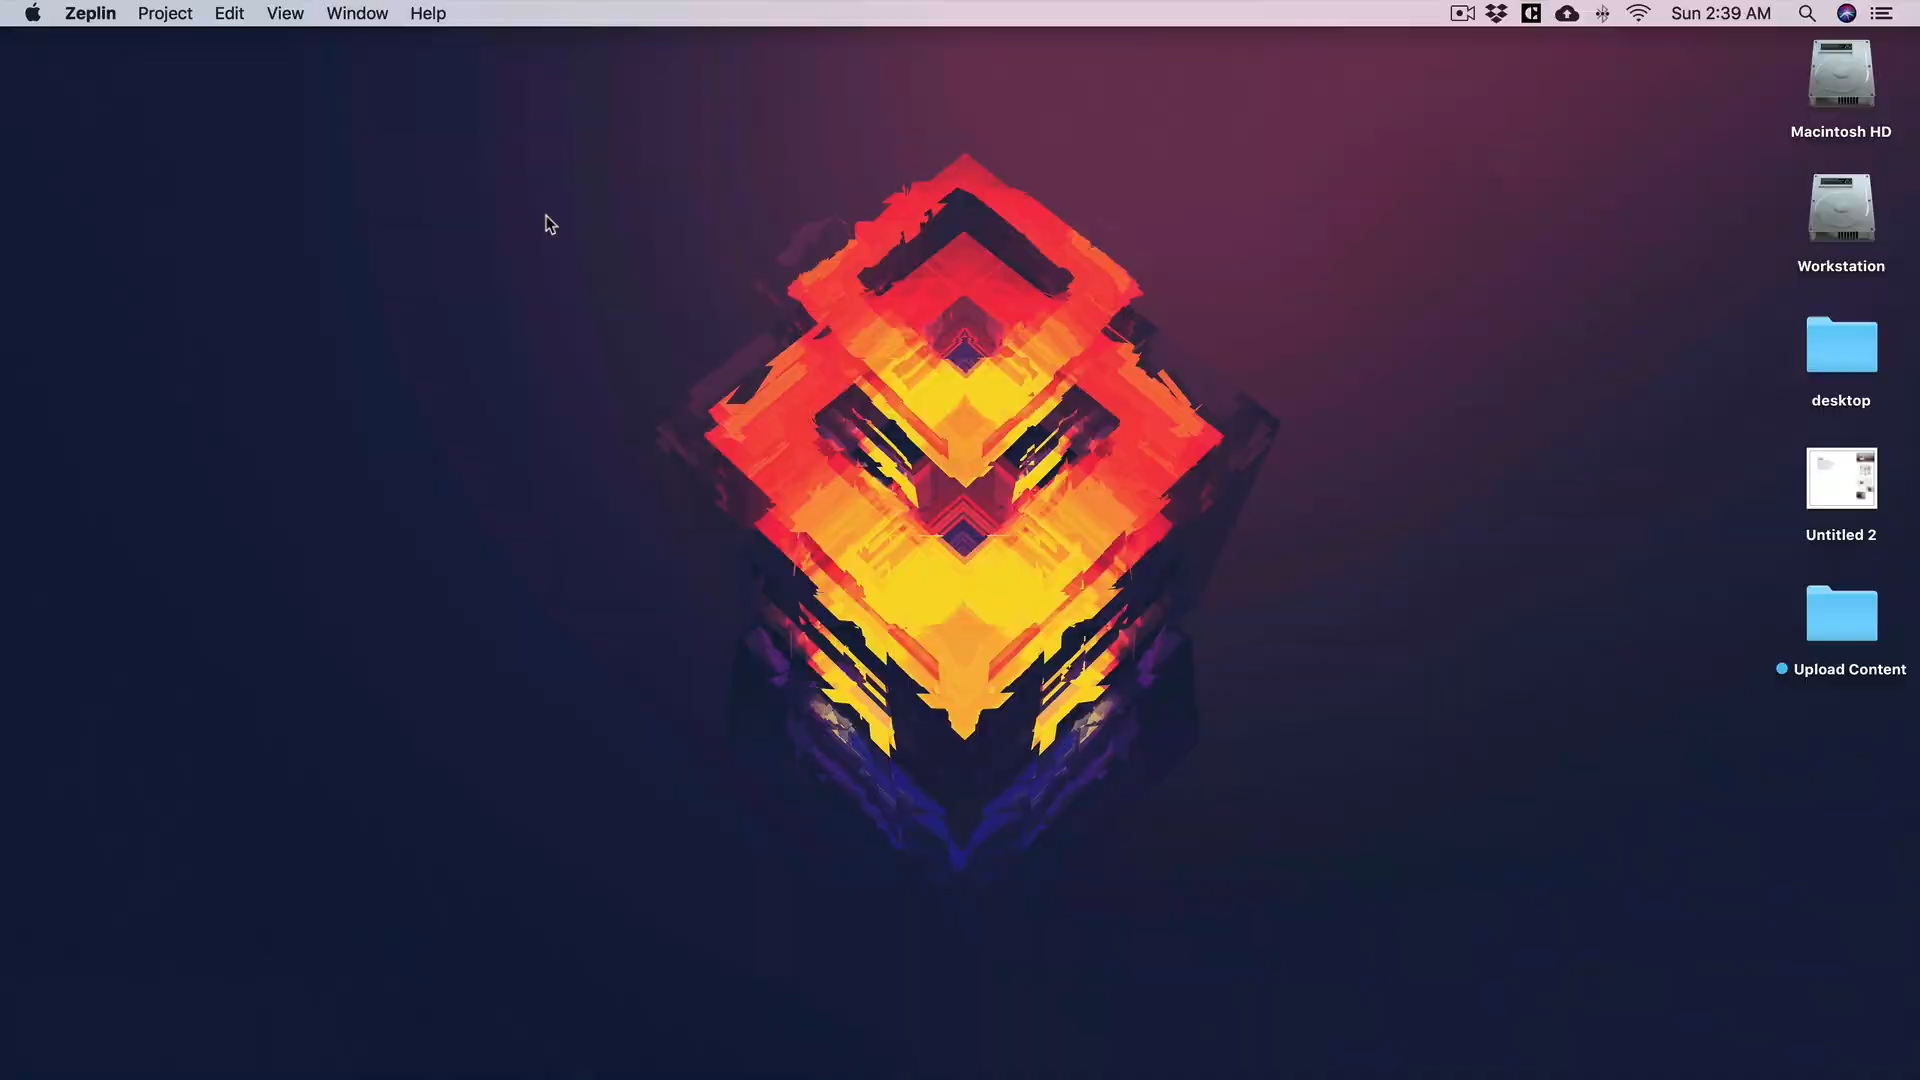 Zeplin Project Edit View Window Help Sun 2:39 AM
Macintosh HD
Workstation
desktop
Untitled 2
Upload Content